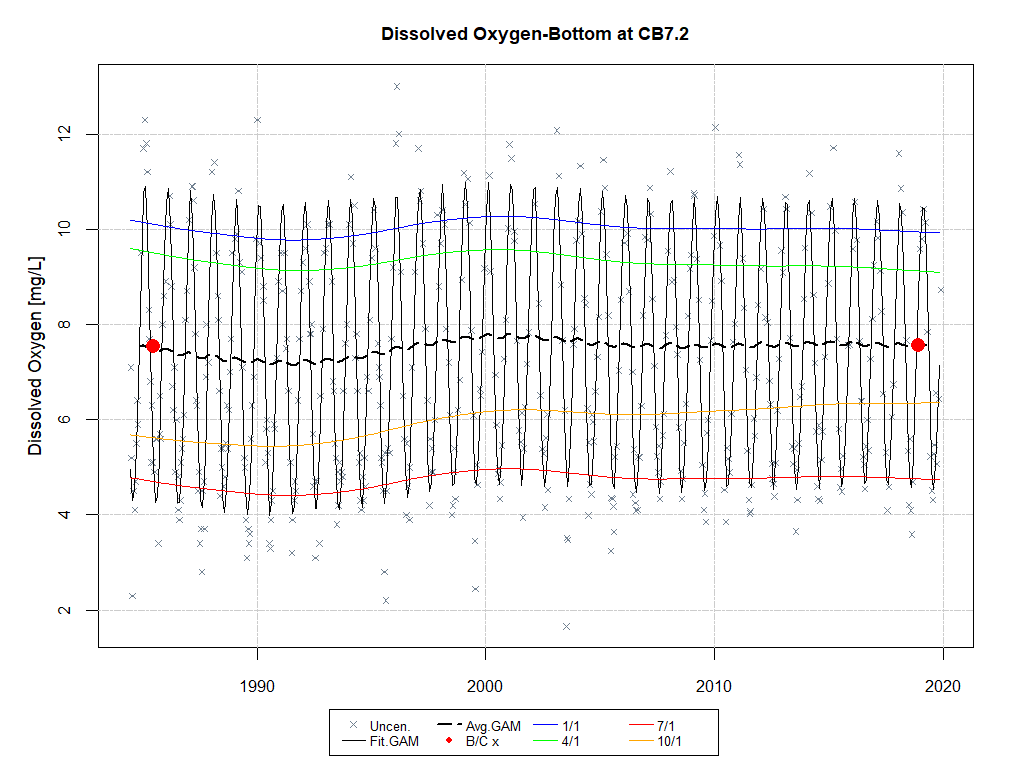 Dissolved Oxygen-Bottom at CB7.2
Dissolved Oxygen [mg/L]
12
10
8
6
4
2
1990 2000 2010 2020
Uncen. Avg.GAM 1/1 7/1
Fit.GAM B/C x 4/1 10/1